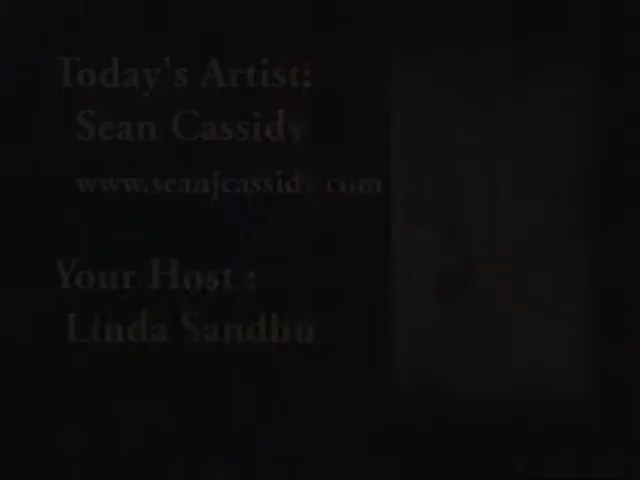 Today's Artist:
Sean Cassidy
www.seanjcassidy.com
Your Host :
Linda Sandhu